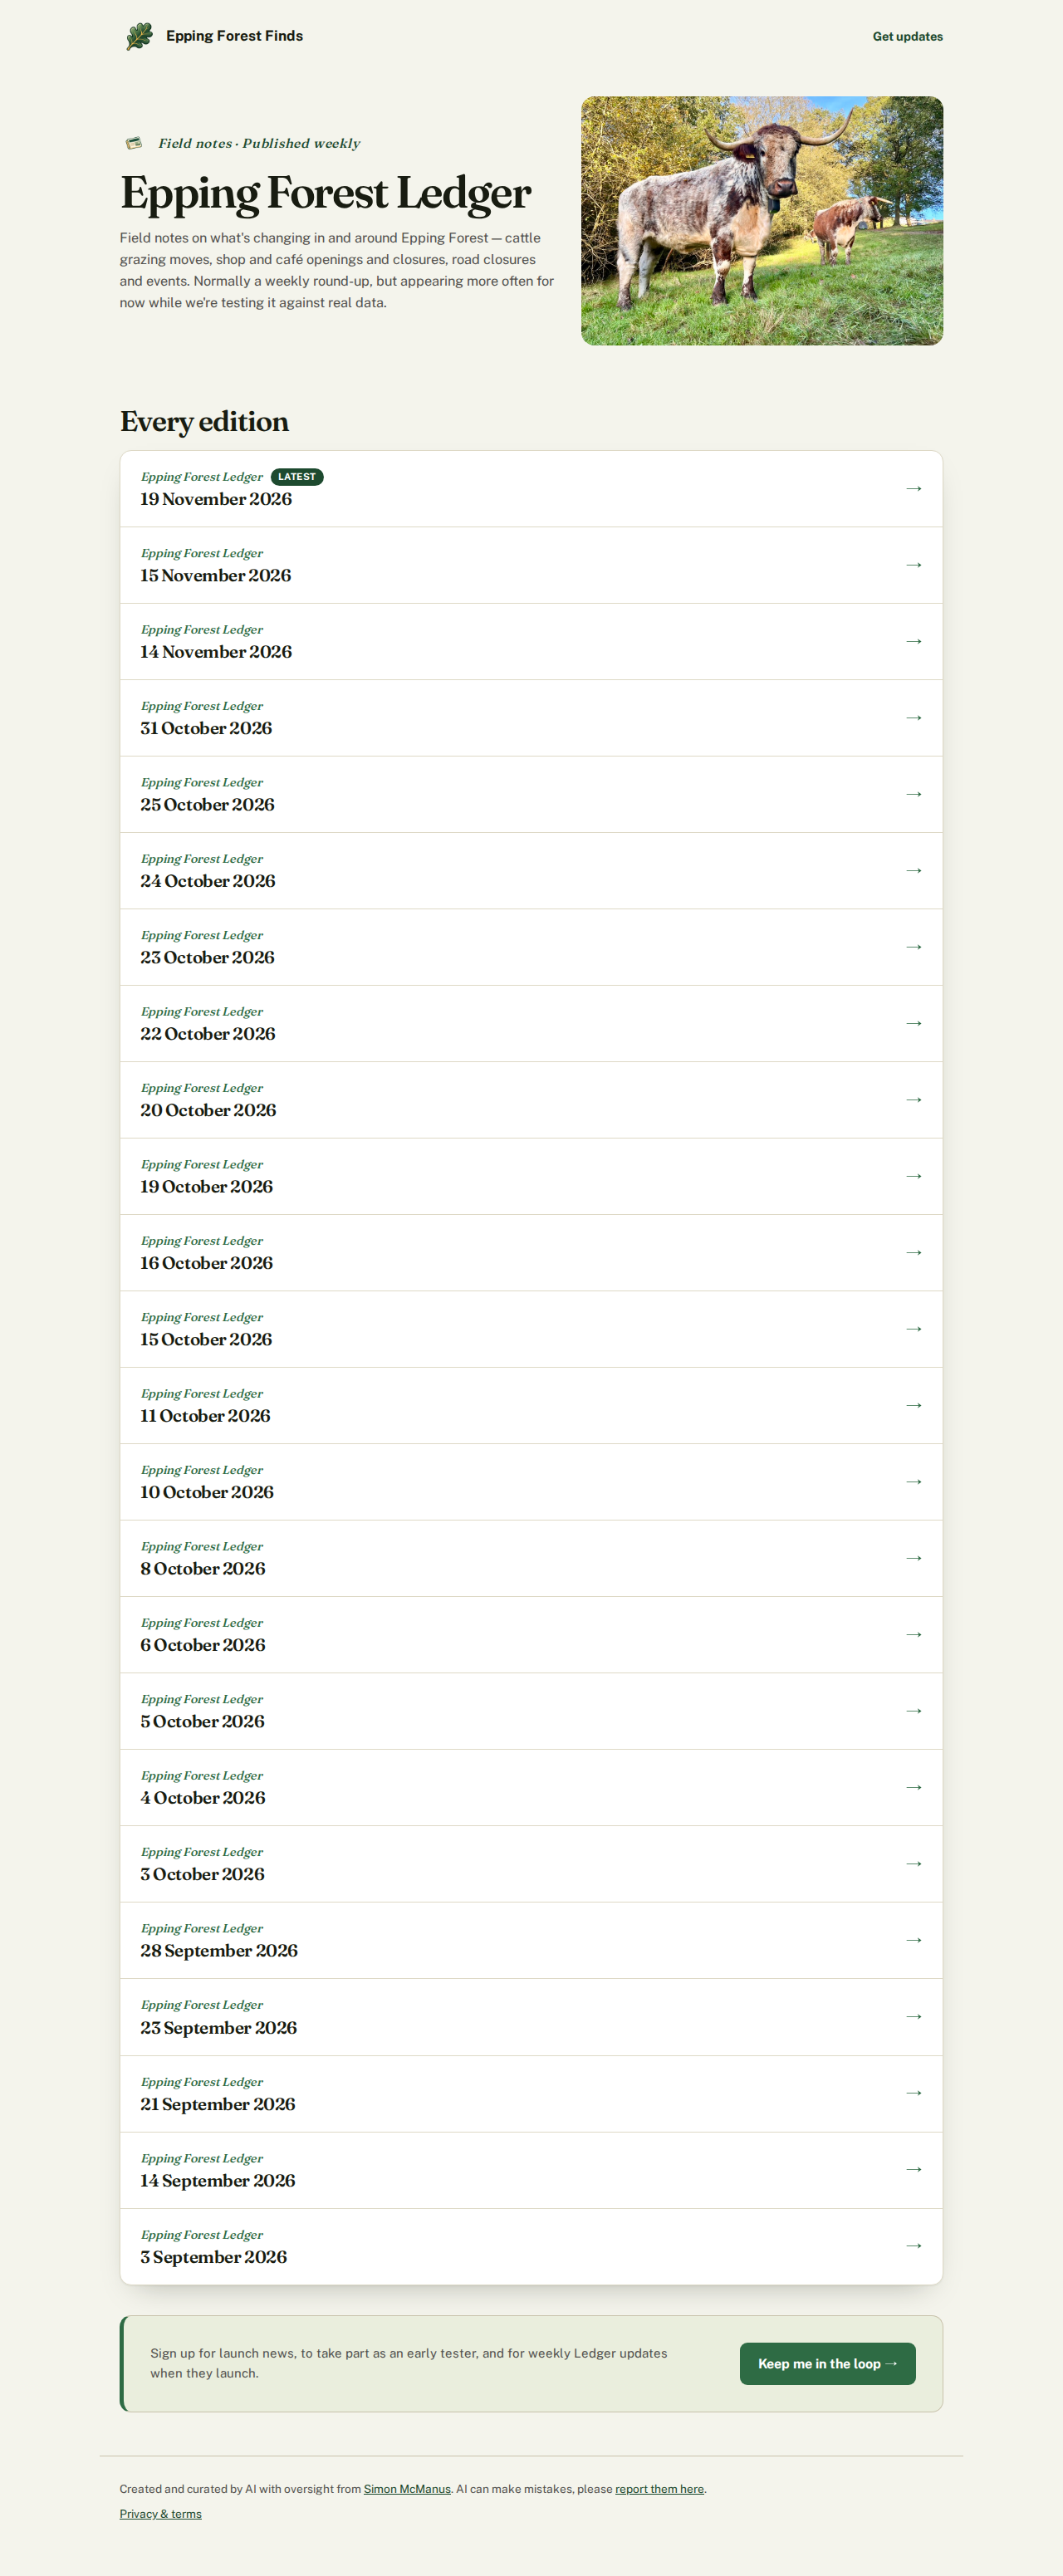 Epping Forest Finds
Get updates
Field notes · Published weekly
Epping Forest Ledger
Field notes on what's changing in and around Epping Forest — cattle
grazing moves, shop and café openings and closures, road closures
and events. Normally a weekly round-up, but appearing more often for
now while we're testing it against real data.
Every edition
Epping Forest Ledger LATEST
19 November 2026 →
Epping Forest Ledger
15 November 2026 →
Epping Forest Ledger
14 November 2026 →
Epping Forest Ledger
31 October 2026 →
Epping Forest Ledger
25 October 2026 →
Epping Forest Ledger
24 October 2026 →
Epping Forest Ledger
23 October 2026 →
Epping Forest Ledger
22 October 2026 →
Epping Forest Ledger
20 October 2026 →
Epping Forest Ledger
19 October 2026 →
Epping Forest Ledger
16 October 2026 →
Epping Forest Ledger
15 October 2026 →
Epping Forest Ledger
11 October 2026 →
Epping Forest Ledger
10 October 2026 →
Epping Forest Ledger
8 October 2026 →
Epping Forest Ledger
6 October 2026 →
Epping Forest Ledger
5 October 2026 →
Epping Forest Ledger
4 October 2026 →
Epping Forest Ledger
3 October 2026 →
Epping Forest Ledger
28 September 2026 →
Epping Forest Ledger
23 September 2026 →
Epping Forest Ledger
21 September 2026 →
Epping Forest Ledger
14 September 2026 →
Epping Forest Ledger
3 September 2026 →
Sign up for launch news, to take part as an early tester, and for weekly Ledger updates
when they launch.
Keep me in the loop →
Created and curated by AI with oversight from Simon McManus. AI can make mistakes, please report them here.
Privacy & terms